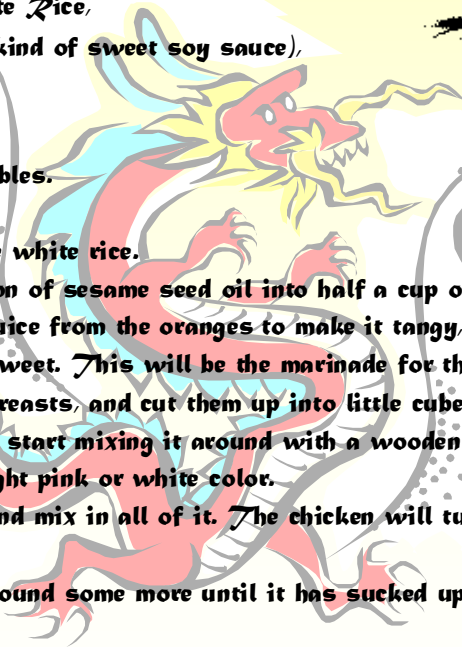 te Rice,
kind of sweet soy sauce),
bles.
white rice.
on of sesame seed oil into half a cup o
uice from the oranges to make it tangy,
weet. This will be the marinade for th
reasts, and cut them up into little cube
start mixing it around with a wooden
ght pink or white color.
nd mix in all of it. The chicken will tu
ound some more until it has sucked up